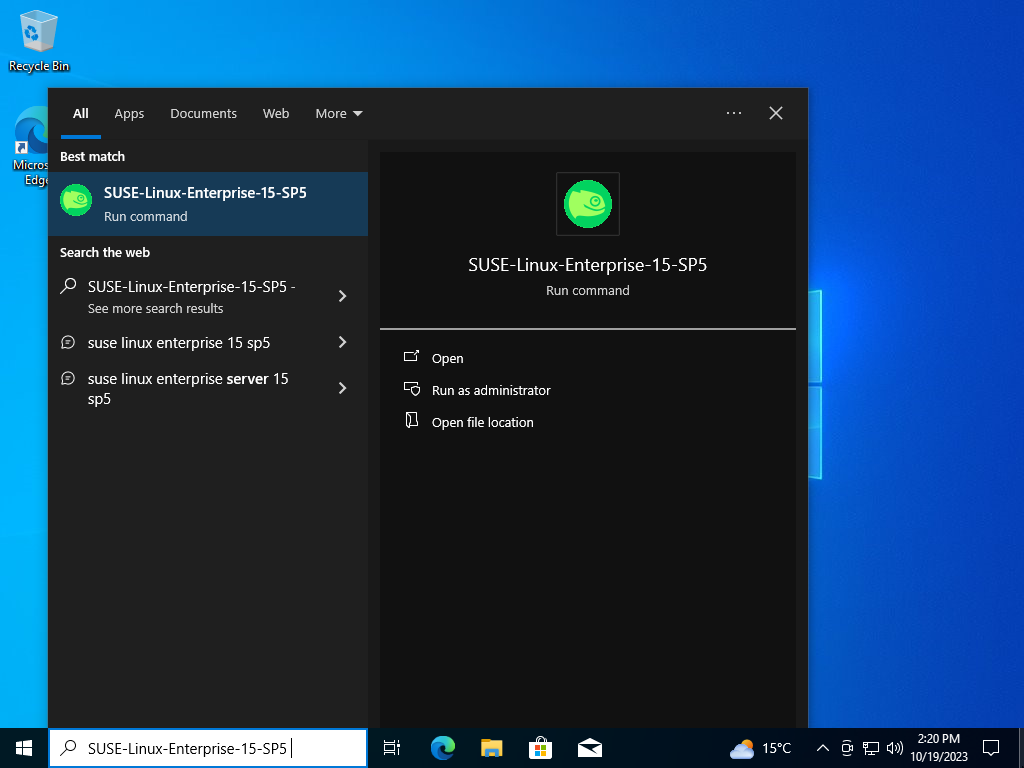 Recycle Bin
Micros
Edge
All
Apps
Documents
Web
More
Best match
SUSE-Linux-Enterprise-15-SP5
Run command
Search the web
SUSE-Linux-Enterprise-15-SP5 -
See more search results
suse linux enterprise 15 sp5
suse linux enterprise server 15
sp5
SUSE-Linux-Enterprise-15-SP5
Run command
Open
Run as administrator
Open file location
SUSE-Linux-Enterprise-15-SP5
15°C
2:20 PM
10/19/2023